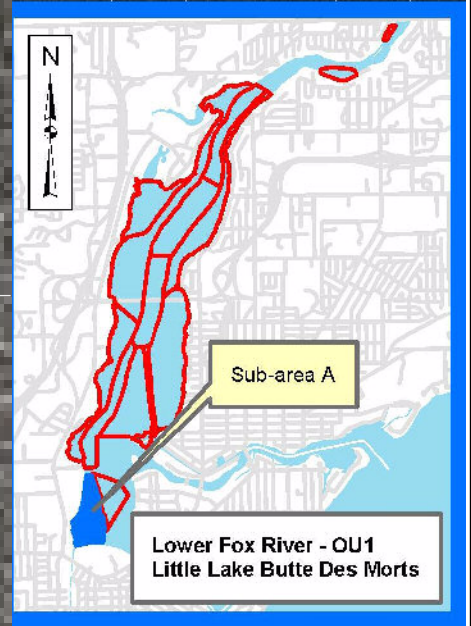 N
Sub-area A
Lower Fox River - OU1
Little Lake Butte Des Morts